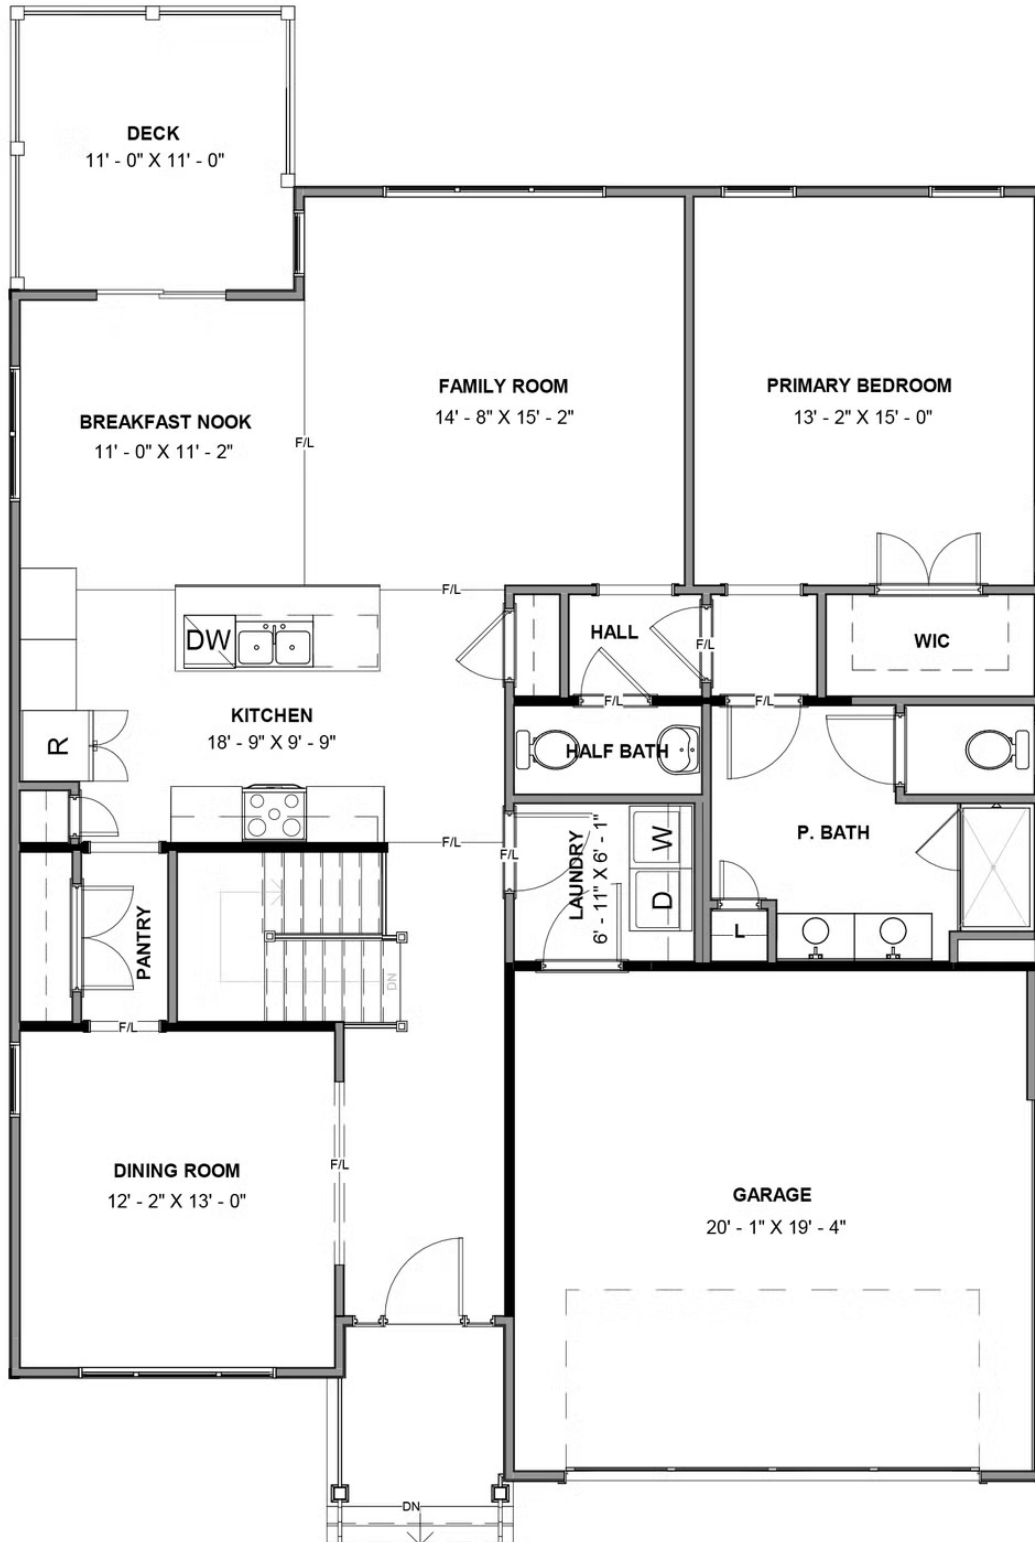 DECK
11' - 0" X 11' - 0"
FAMILY ROOM
14' - 8" X 15' - 2"
PRIMARY BEDROOM
13' - 2" X 15' - 0"
BREAKFAST NOOK
11' - 0" X 11' - 2"
F/L
F/L
HALL
F/L
WIC
DW
F/L
F/L
KITCHEN
18' - 9" X 9' - 9"
R
HALF BATH
P. BATH
F/L
F/L
LAUNDRY
6' - 11" X 6' - 1"
W
D
L
PANTRY
DN
F/L
DINING ROOM
12' - 2" X 13' - 0"
F/L
GARAGE
20' - 1" X 19' - 4"
DN